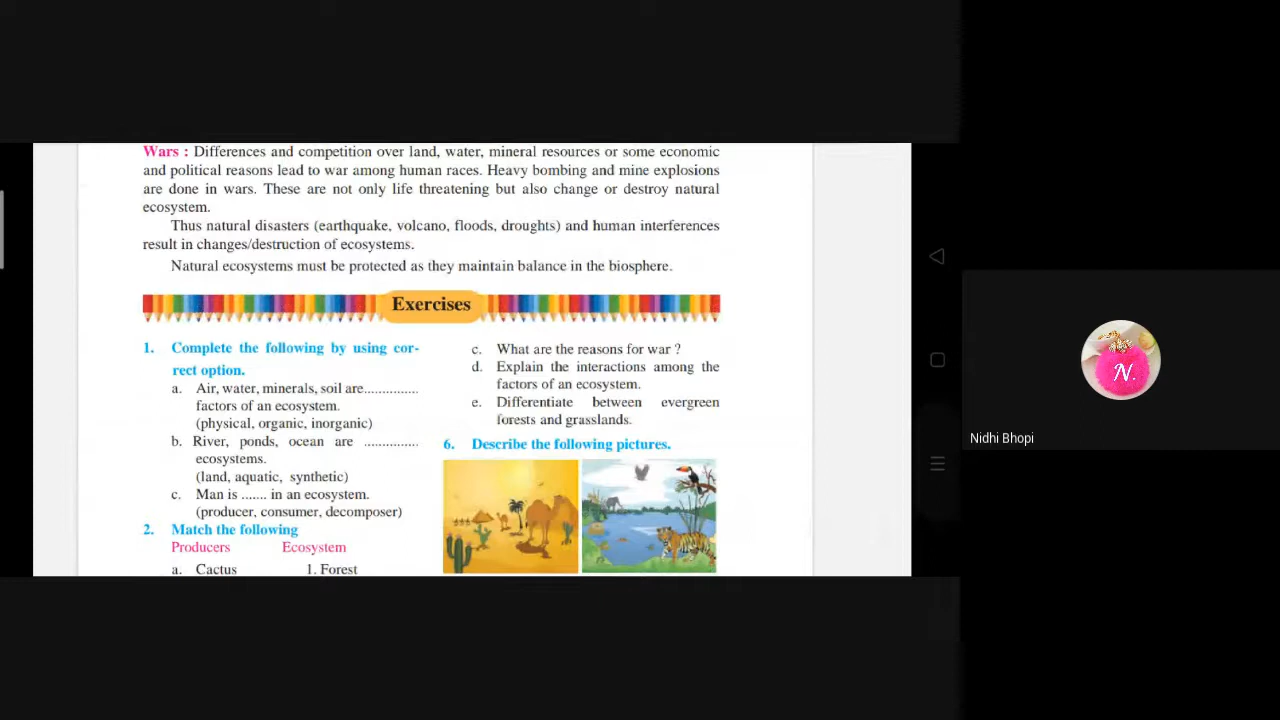 Wars : Differences and competition over land, water, mineral resources or some economic
and political reasons lead to war among human races. Heavy bombing and mine explosions
are done in wars. These are not only life threatening but also change or destroy natural
ecosystem.
Thus natural disasters (earthquake, volcano, floods, droughts) and human interferences
result in changes/destruction of ecosystems.
Natural ecosystems must be protected as they maintain balance in the biosphere.
Exercises
1. Complete the following by using cor-
rect option.
a. Air, water, minerals, soil are..............
factors of an ecosystem.
(physical, organic, inorganic)
b. River, ponds, ocean are ..............
ecosystems.
(land, aquatic, synthetic)
c. Man is ....... in an ecosystem.
(producer, consumer, decomposer)
2. Match the following
Producers Ecosystem
a. Cactus 1. Forest
c. What are the reasons for war ?
d. Explain the interactions among the
factors of an ecosystem.
e. Differentiate between evergreen
forests and grasslands.
6. Describe the following pictures.
N.
Nidhi Bhopi